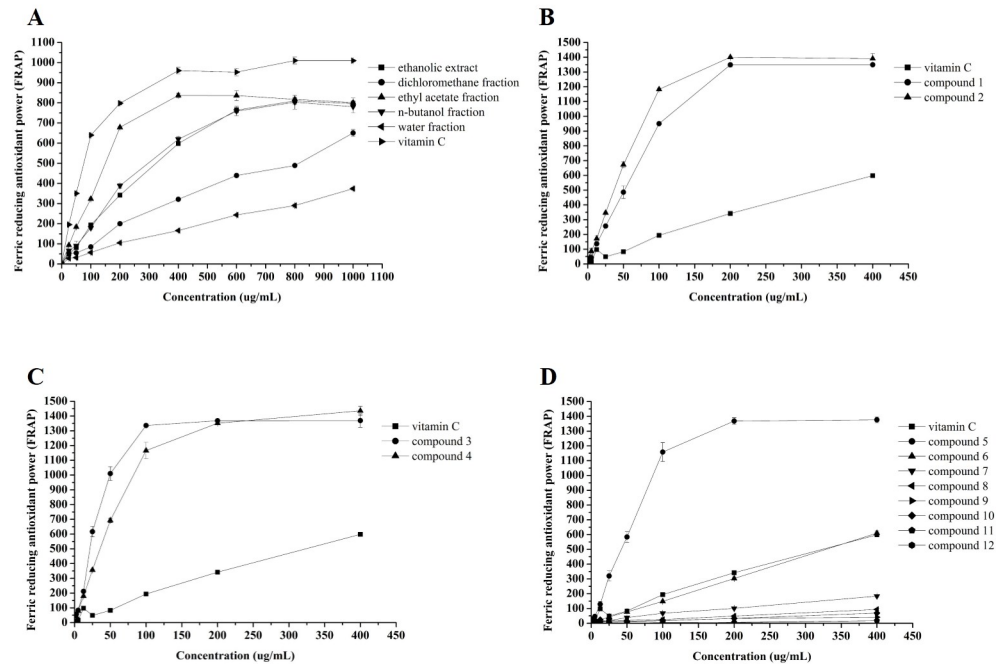 A
Ferric reducing antioxidant power (FRAP)
1100
1000
900
800
700
600
500
400
300
200
100
0
0 100 200 300 400 500 600 700 800 900 1000 1100
Concentration (ug/mL)
ethanolic extract
dichloromethane fraction
ethyl acetate fraction
n-butanol fraction
water fraction
vitamin C
B
Ferric reducing antioxidant power (FRAP)
1500
1400
1300
1200
1100
1000
900
800
700
600
500
400
300
200
100
0
0 50 100 150 200 250 300 350 400 450
Concentration (ug/mL)
vitamin C
compound 1
compound 2
C
Ferric reducing antioxidant power (FRAP)
1500
1400
1300
1200
1100
1000
900
800
700
600
500
400
300
200
100
0
0 50 100 150 200 250 300 350 400 450
Concentration (ug/mL)
vitamin C
compound 3
compound 4
D
Ferric reducing antioxidant power (FRAP)
1500
1400
1300
1200
1100
1000
900
800
700
600
500
400
300
200
100
0
0 50 100 150 200 250 300 350 400 450
Concentration (ug/mL)
vitamin C
compound 5
compound 6
compound 7
compound 8
compound 9
compound 10
compound 11
compound 12